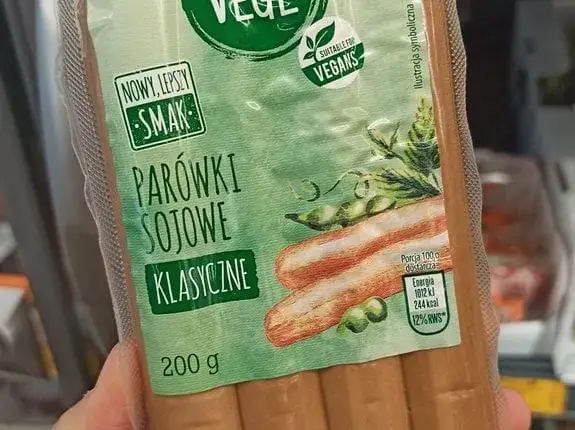 VEGE
SUITABLE FOR
VEGANS
Ilustracja symboliczna
NOWY, LEPSZY
SMAK
PARÓWKI
SOJOWE
KLASYCZNE
200 g
Porcja 100 g
dostarcza:
Energia
1012 kJ
244 kcal
12% RWS*